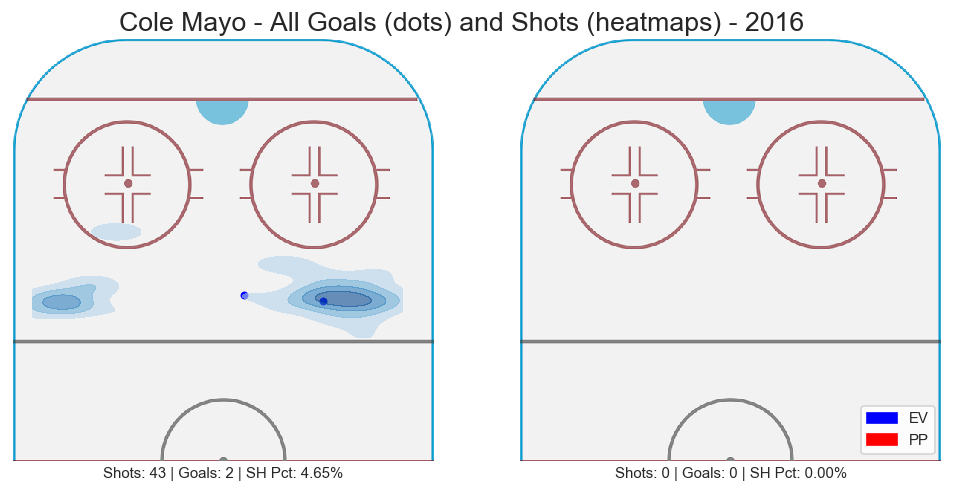 Cole Mayo - All Goals (dots) and Shots (heatmaps) - 2016
EV
PP
Shots: 43 | Goals: 2 | SH Pct: 4.65%
Shots: 0 | Goals: 0 | SH Pct: 0.00%